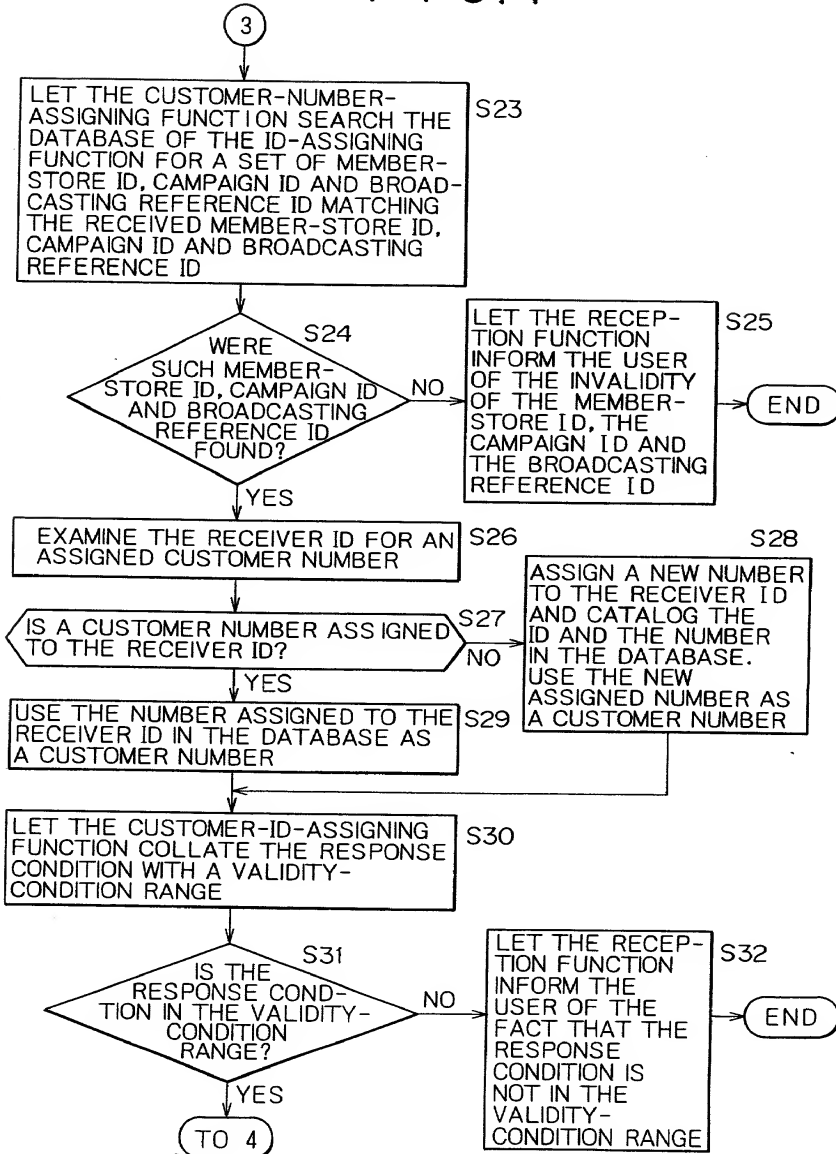 3
LET THE CUSTOMER-NUMBER-
ASSIGNING FUNCTION SEARCH THE
DATABASE OF THE ID-ASSIGNING
FUNCTION FOR A SET OF MEMBER-
STORE ID, CAMPAIGN ID AND BROAD-
CASTING REFERENCE ID MATCHING
THE RECEIVED MEMBER-STORE ID,
CAMPAIGN ID AND BROADCASTING
REFERENCE ID
S23
S24
WERE
SUCH MEMBER-
STORE ID, CAMPAIGN ID
AND BROADCASTING
REFERENCE ID
FOUND?
NO
LET THE RECEP-
TION FUNCTION
INFORM THE USER
OF THE INVALIDITY
OF THE MEMBER-
STORE ID, THE
CAMPAIGN ID AND
THE BROADCASTING
REFERENCE ID
S25
END
YES
EXAMINE THE RECEIVER ID FOR AN
ASSIGNED CUSTOMER NUMBER
S26
S27
IS A CUSTOMER NUMBER ASSIGNED
TO THE RECEIVER ID?
NO
S28
ASSIGN A NEW NUMBER
TO THE RECEIVER ID
AND CATALOG THE
ID AND THE NUMBER
IN THE DATABASE.
USE THE NEW
ASSIGNED NUMBER AS
A CUSTOMER NUMBER
YES
USE THE NUMBER ASSIGNED TO THE
RECEIVER ID IN THE DATABASE AS
A CUSTOMER NUMBER
S29
LET THE CUSTOMER-ID-ASSIGNING
FUNCTION COLLATE THE RESPONSE
CONDITION WITH A VALIDITY-
CONDITION RANGE
S30
S31
IS THE
RESPONSE COND-
TION IN THE VALIDITY-
CONDITION
RANGE?
NO
LET THE RECEP-
TION FUNCTION
INFORM THE
USER OF THE
FACT THAT THE
RESPONSE
CONDITION IS
NOT IN THE
VALIDITY-
CONDITION RANGE
S32
END
YES
TO 4